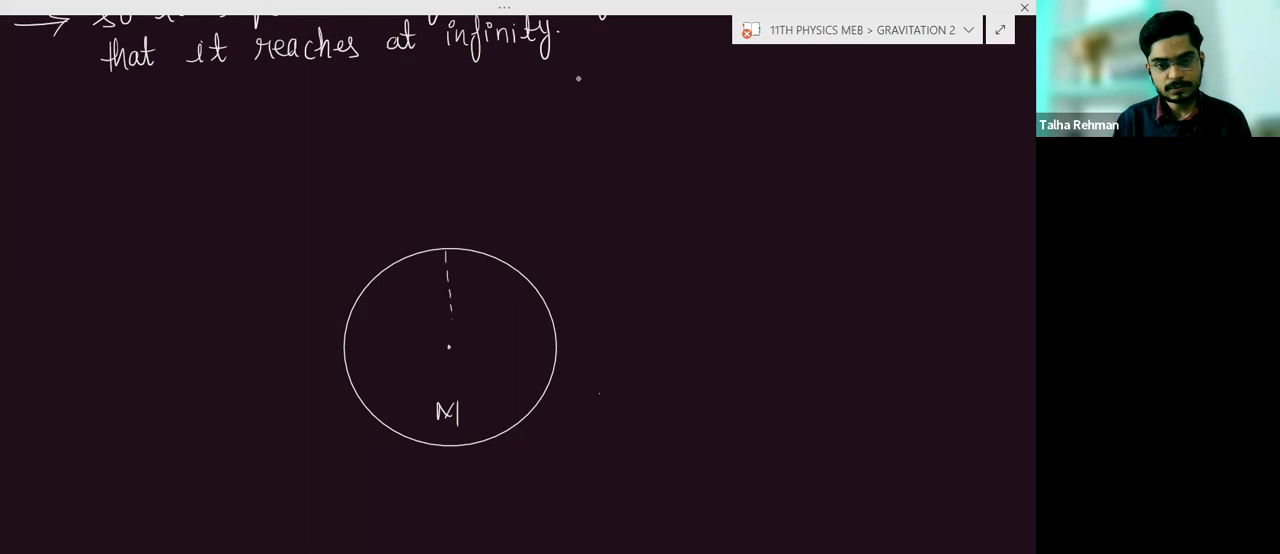 that it reaches at infinity.
11TH PHYSICS MEB > GRAVITATION 2
Talha Rehman
M